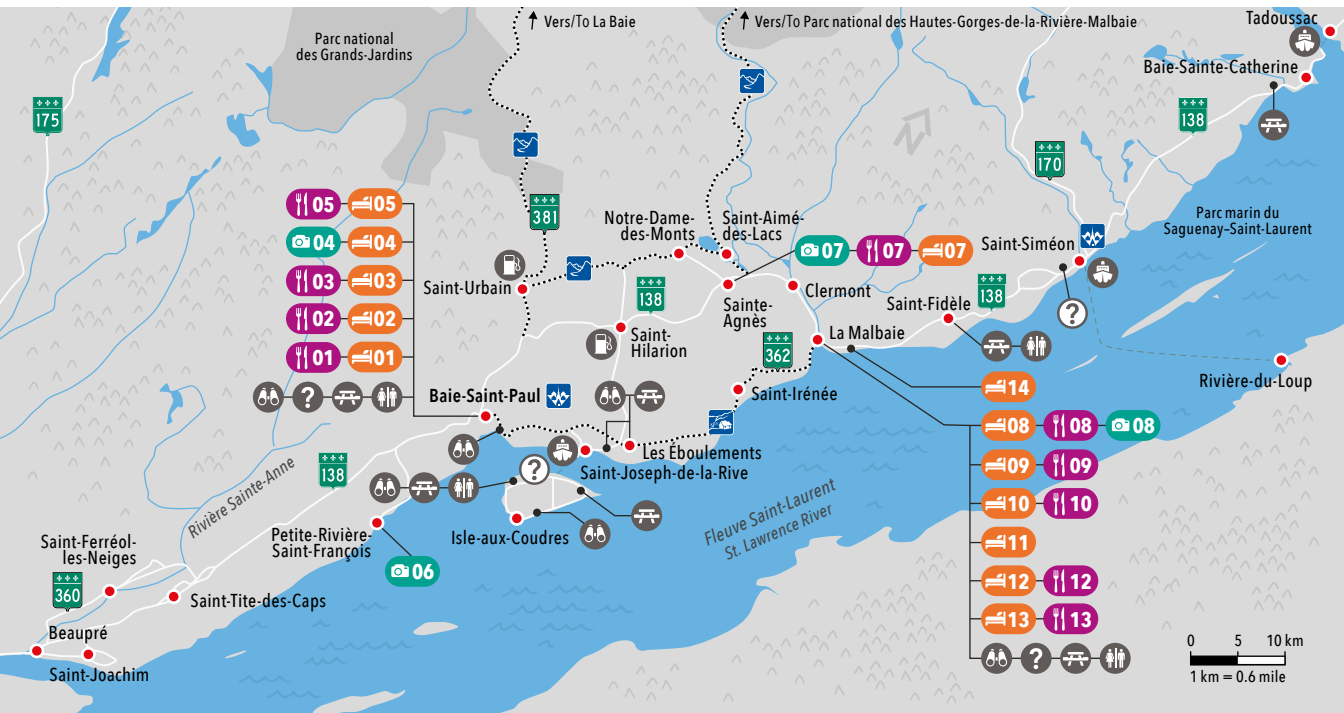 Vers/To La Baie
Vers/To Parc national des Hautes-Gorges-de-la-Rivière-Malbaie
Tadoussac
Parc national
des Grands-Jardins
Baie-Sainte-Catherine
175
138
170
05
05
381
Notre-Dame-
des-Monts
Saint-Aimé-
des-Lacs
Parc marin du
Saguenay–Saint-Laurent
04
04
07
07
07
Saint-Siméon
03
03
Saint-Urbain
138
Sainte-
Agnès
Clermont
Saint-Fidèle
138
02
02
?
Saint-
Hilarion
La Malbaie
01
01
362
Rivière-du-Loup
?
Baie-Saint-Paul
Saint-Irénée
14
08
08
08
Les Éboulements
Saint-Joseph-de-la-Rive
09
09
138
?
Rivière Sainte-Anne
10
10
Fleuve Saint-Laurent
St. Lawrence River
Petite-Rivière-
Saint-François
Isle-aux-Coudres
Saint-Ferréol-
les-Neiges
11
06
12
12
360
Saint-Tite-des-Caps
13
13
Beaupré
?
0 5 10 km
1 km = 0.6 mile
Saint-Joachim